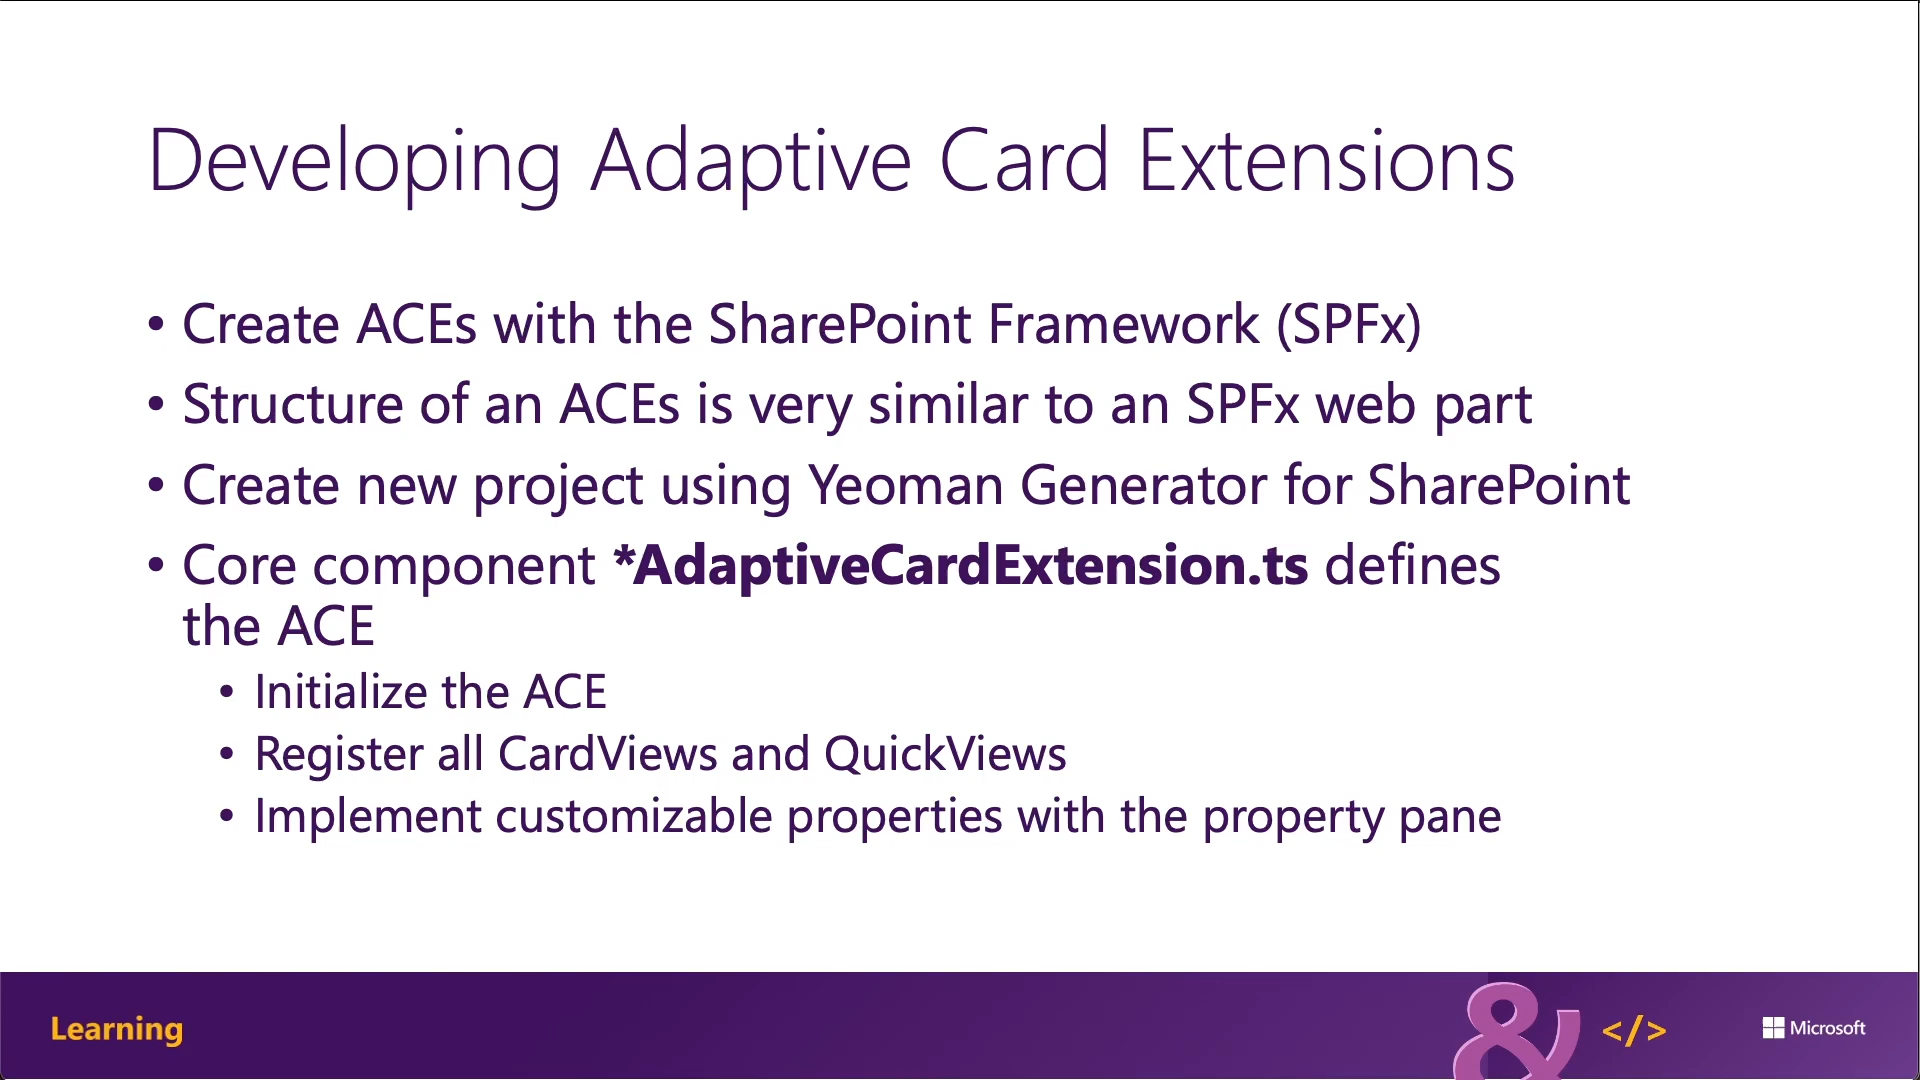 Developing Adaptive Card Extensions
• Create ACEs with the SharePoint Framework (SPFx)
• Structure of an ACEs is very similar to an SPFx web part
• Create new project using Yeoman Generator for SharePoint
• Core component *AdaptiveCardExtension.ts defines
the ACE
• Initialize the ACE
• Register all CardViews and QuickViews
• Implement customizable properties with the property pane
Learning
& </>
Microsoft